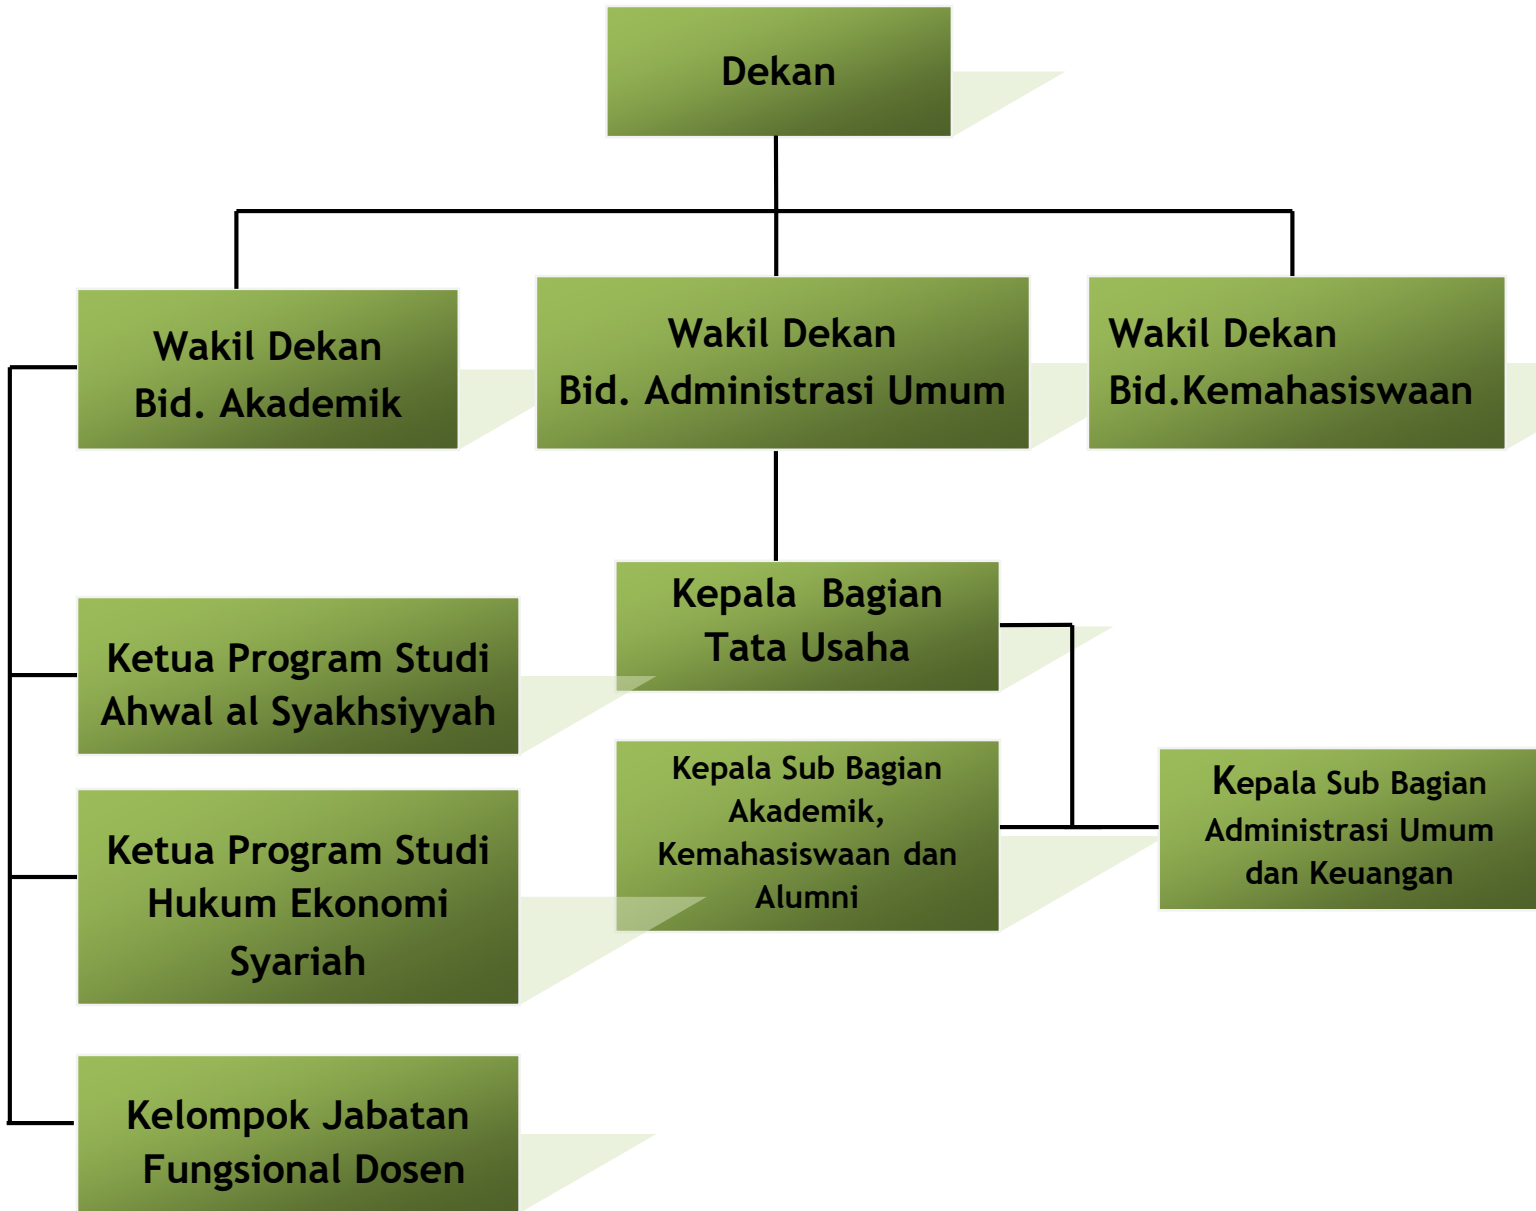 Dekan
Wakil Dekan
Bid. Akademik
Wakil Dekan
Bid. Administrasi Umum
Wakil Dekan
Bid.Kemahasiswaan
Kepala  Bagian
Tata Usaha
Ketua Program Studi
Ahwal al Syakhsiyyah
Kepala Sub Bagian
Akademik,
Kemahasiswaan dan
Alumni
Kepala Sub Bagian
Administrasi Umum
dan Keuangan
Ketua Program Studi
Hukum Ekonomi
Syariah
Kelompok Jabatan
Fungsional Dosen